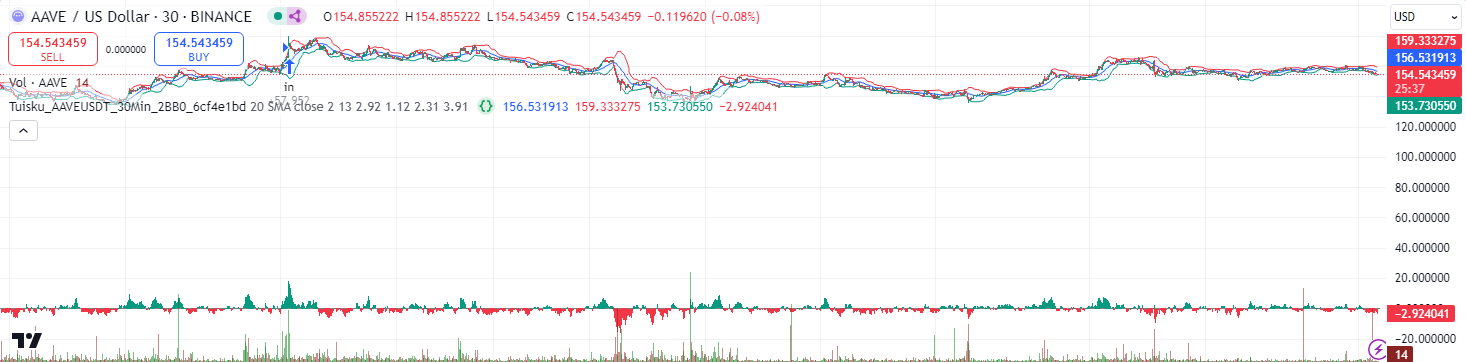 AAVE / US Dollar · 30 · BINANCE O154.855222 H154.855222 L154.543459 C154.543459 −0.119620 (−0.08%)
USD
154.543459 SELL 0.000000 154.543459 BUY
Vol · AAVE 14
in
57.952
Tuisku_AAVEUSDT_30Min_2BB0_6cf4e1bd 20 SMA close 2 13 2.92 1.12 2.31 3.91 {} 156.531913 159.333275 153.730550 −2.924041
159.333275
156.531913
154.543459
25:37
153.730550
120.000000
100.000000
80.000000
60.000000
40.000000
20.000000
−2.924041
−20.000000
14